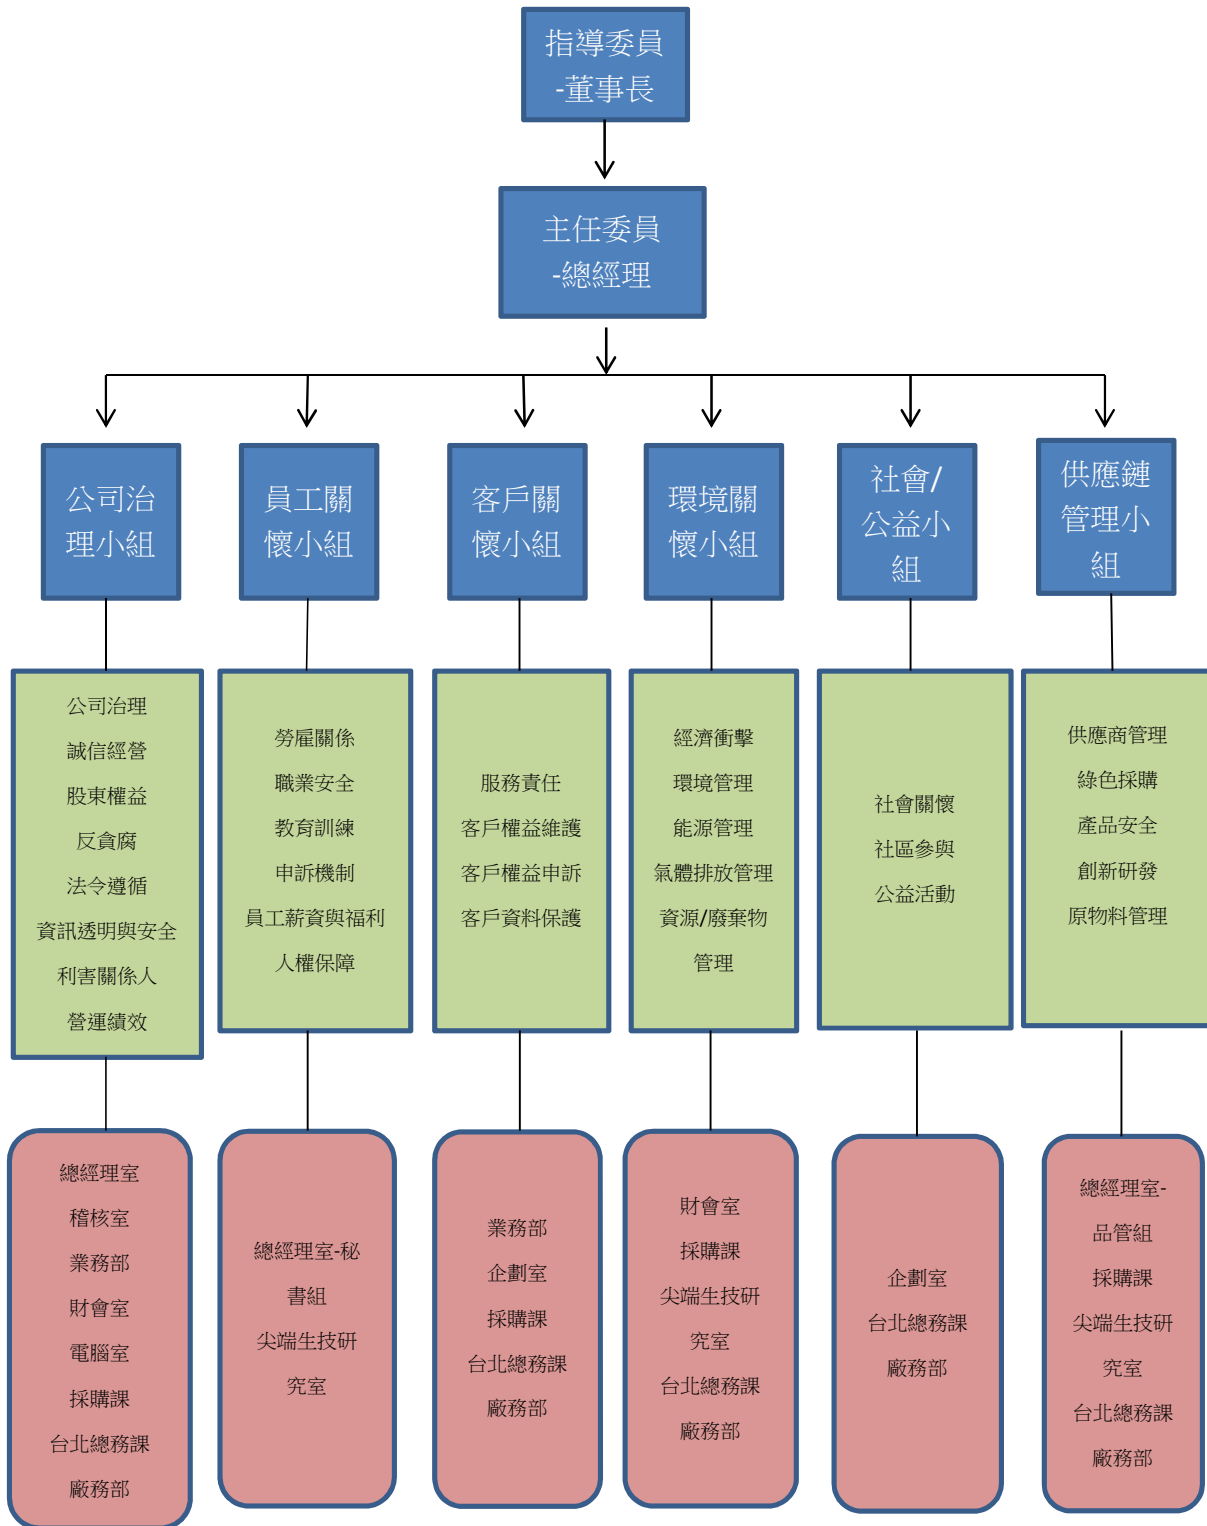 指導委員
-董事長
主任委員
-總經理
公司治
理小組
員工關
懷小組
客戶關
懷小組
環境關
懷小組
社會/
公益小
組
供應鏈
管理小
組
公司治理
誠信經營
股東權益
反貪腐
法令遵循
資訊透明與安全
利害關係人
營運績效
勞雇關係
職業安全
教育訓練
申訴機制
員工薪資與福利
人權保障
服務責任
客戶權益維護
客戶權益申訴
客戶資料保護
經濟衝擊
環境管理
能源管理
氣體排放管理
資源/廢棄物
管理
社會關懷
社區參與
公益活動
供應商管理
綠色採購
產品安全
創新研發
原物料管理
總經理室
稽核室
業務部
財會室
電腦室
採購課
台北總務課
廠務部
總經理室-秘
書組
尖端生技研
究室
業務部
企劃室
採購課
台北總務課
廠務部
財會室
採購課
尖端生技研
究室
台北總務課
廠務部
企劃室
台北總務課
廠務部
總經理室-
品管組
採購課
尖端生技研
究室
台北總務課
廠務部